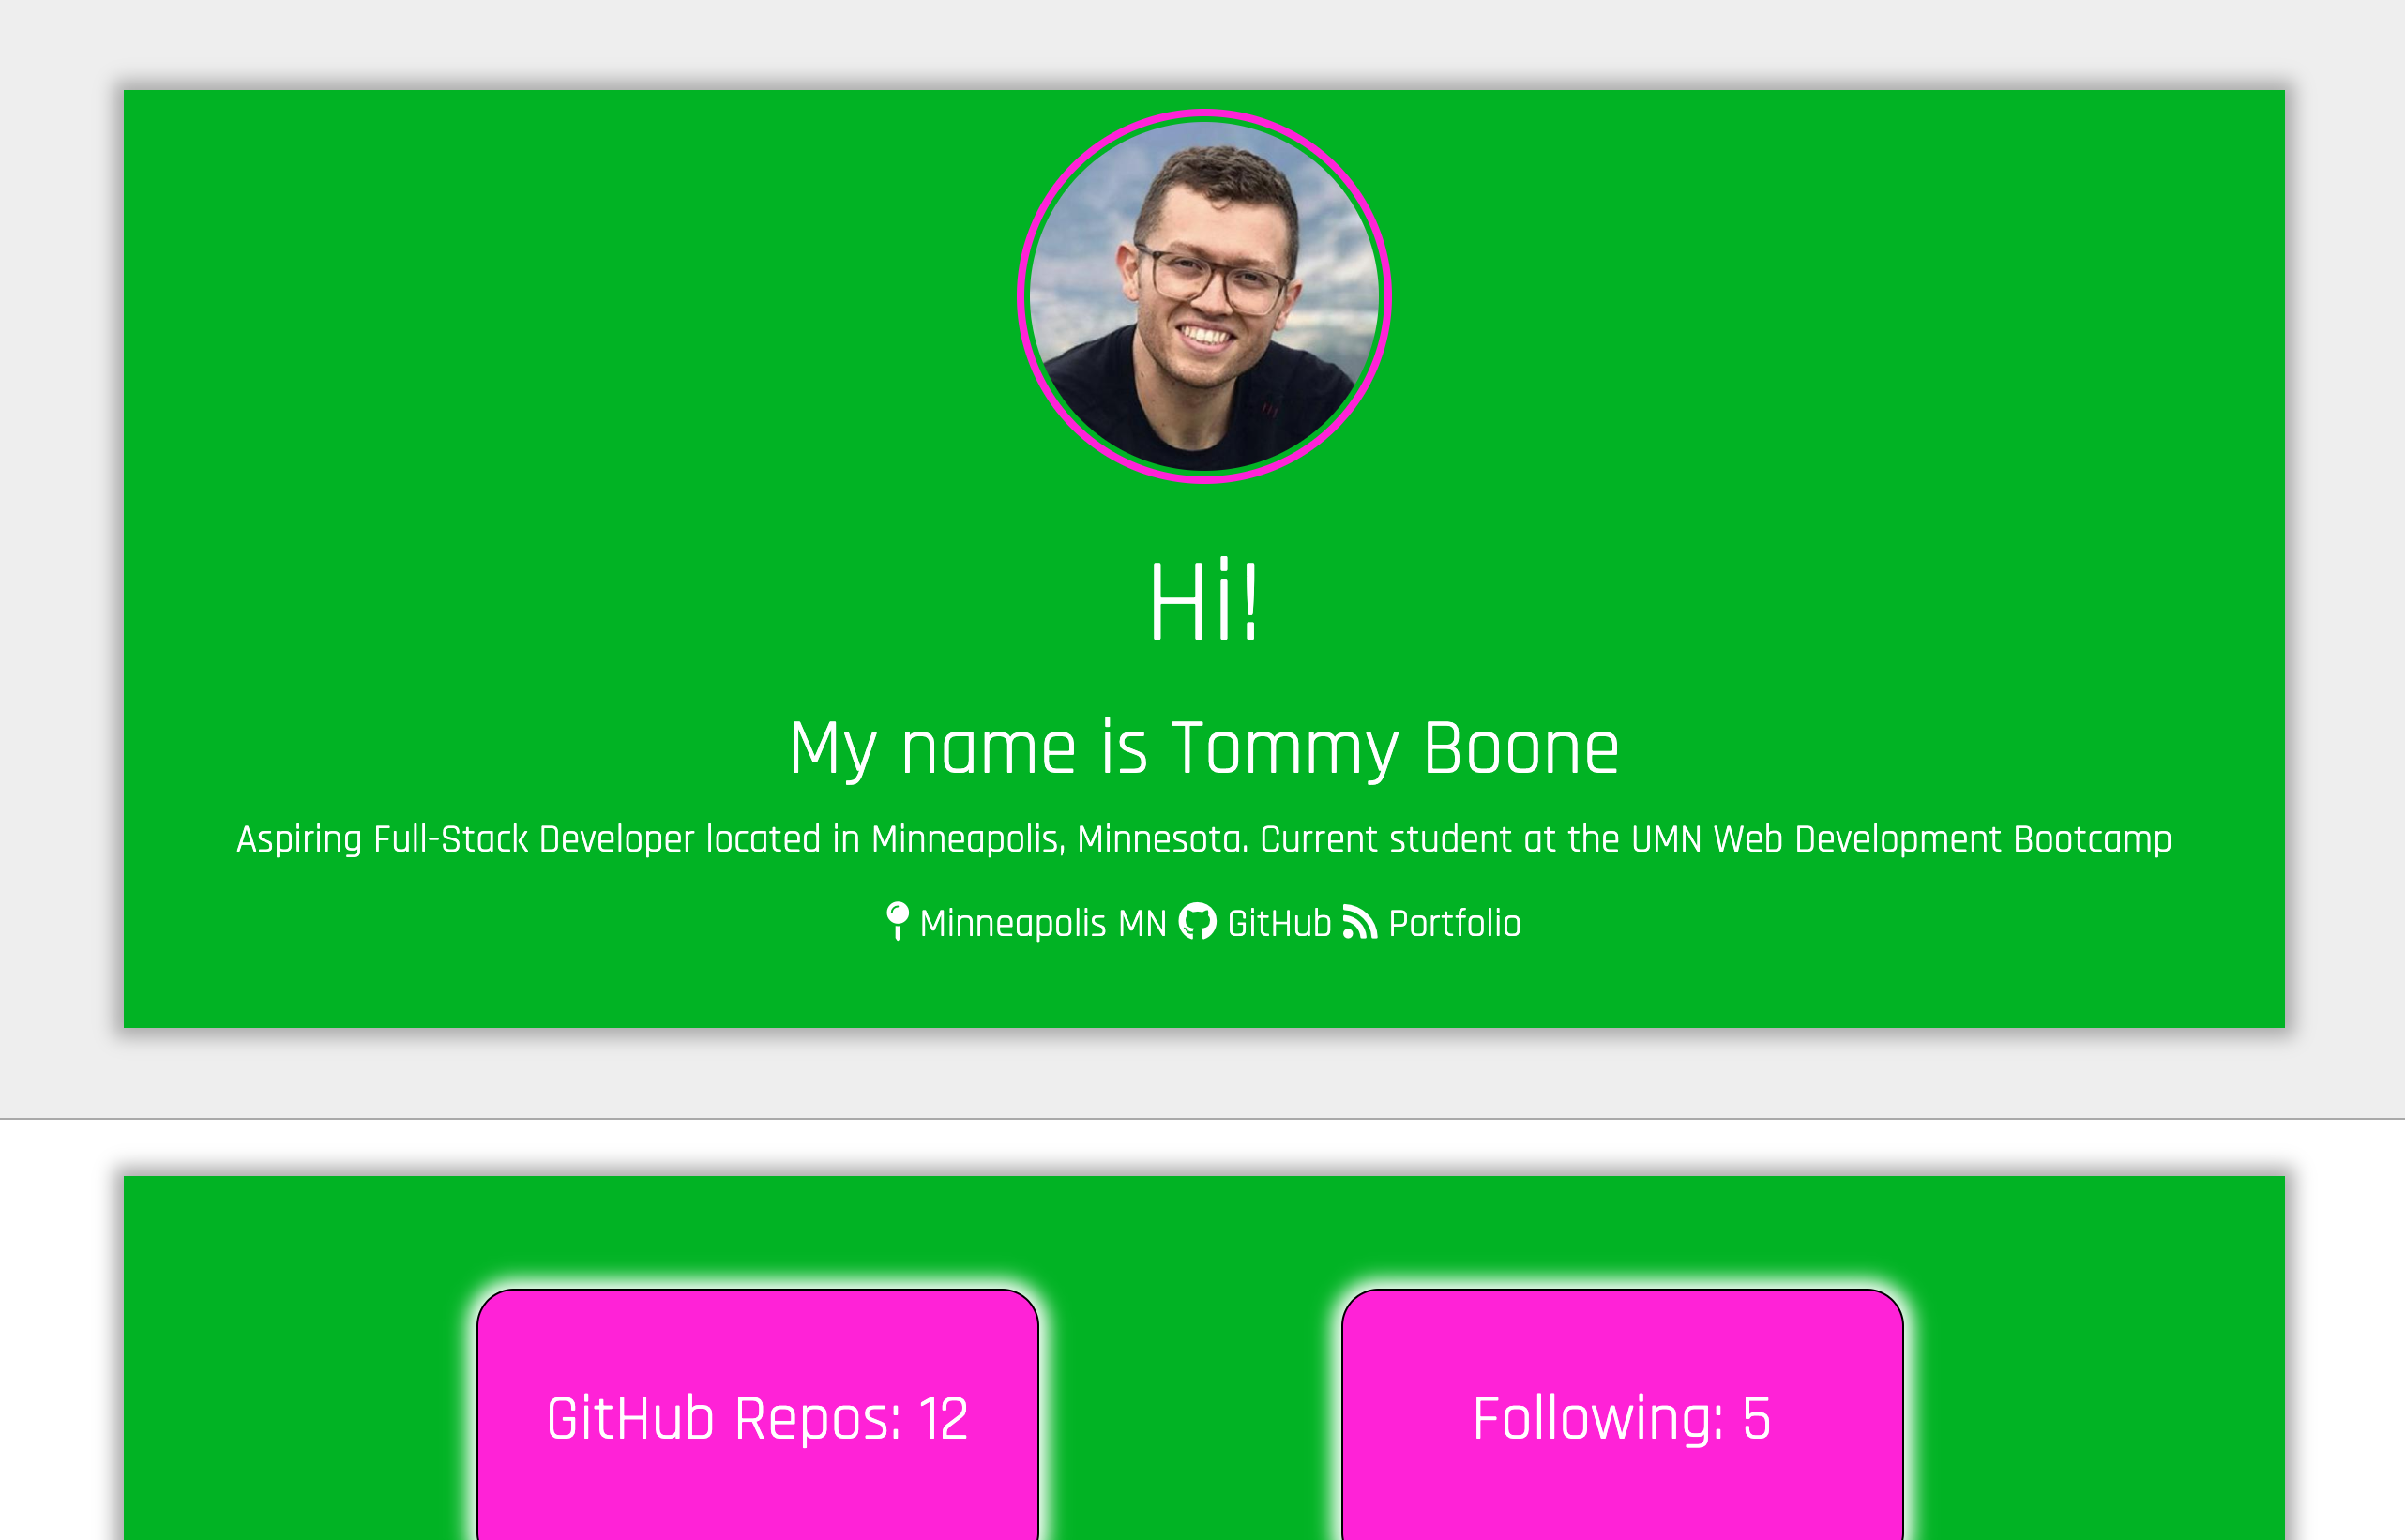 Hi!
My name is Tommy Boone
Aspiring Full-Stack Developer located in Minneapolis, Minnesota. Current student at the UMN Web Development Bootcamp
Minneapolis MN GitHub Portfolio
GitHub Repos: 12
Following: 5